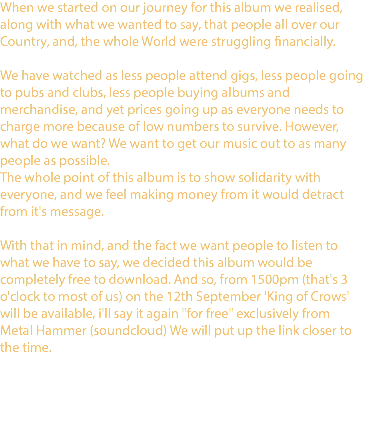 When we started on our journey for this album we realised,
along with what we wanted to say, that people all over our
Country, and, the whole World were struggling financially.

We have watched as less people attend gigs, less people going
to pubs and clubs, less people buying albums and
merchandise, and yet prices going up as everyone needs to
charge more because of low numbers to survive. However,
what do we want? We want to get our music out to as many
people as possible.
The whole point of this album is to show solidarity with
everyone, and we feel making money from it would detract
from it's message.

With that in mind, and the fact we want people to listen to
what we have to say, we decided this album would be
completely free to download. And so, from 1500pm (that's 3
o'clock to most of us) on the 12th September 'King of Crows'
will be available, i'll say it again "for free" exclusively from
Metal Hammer (soundcloud) We will put up the link closer to
the time.